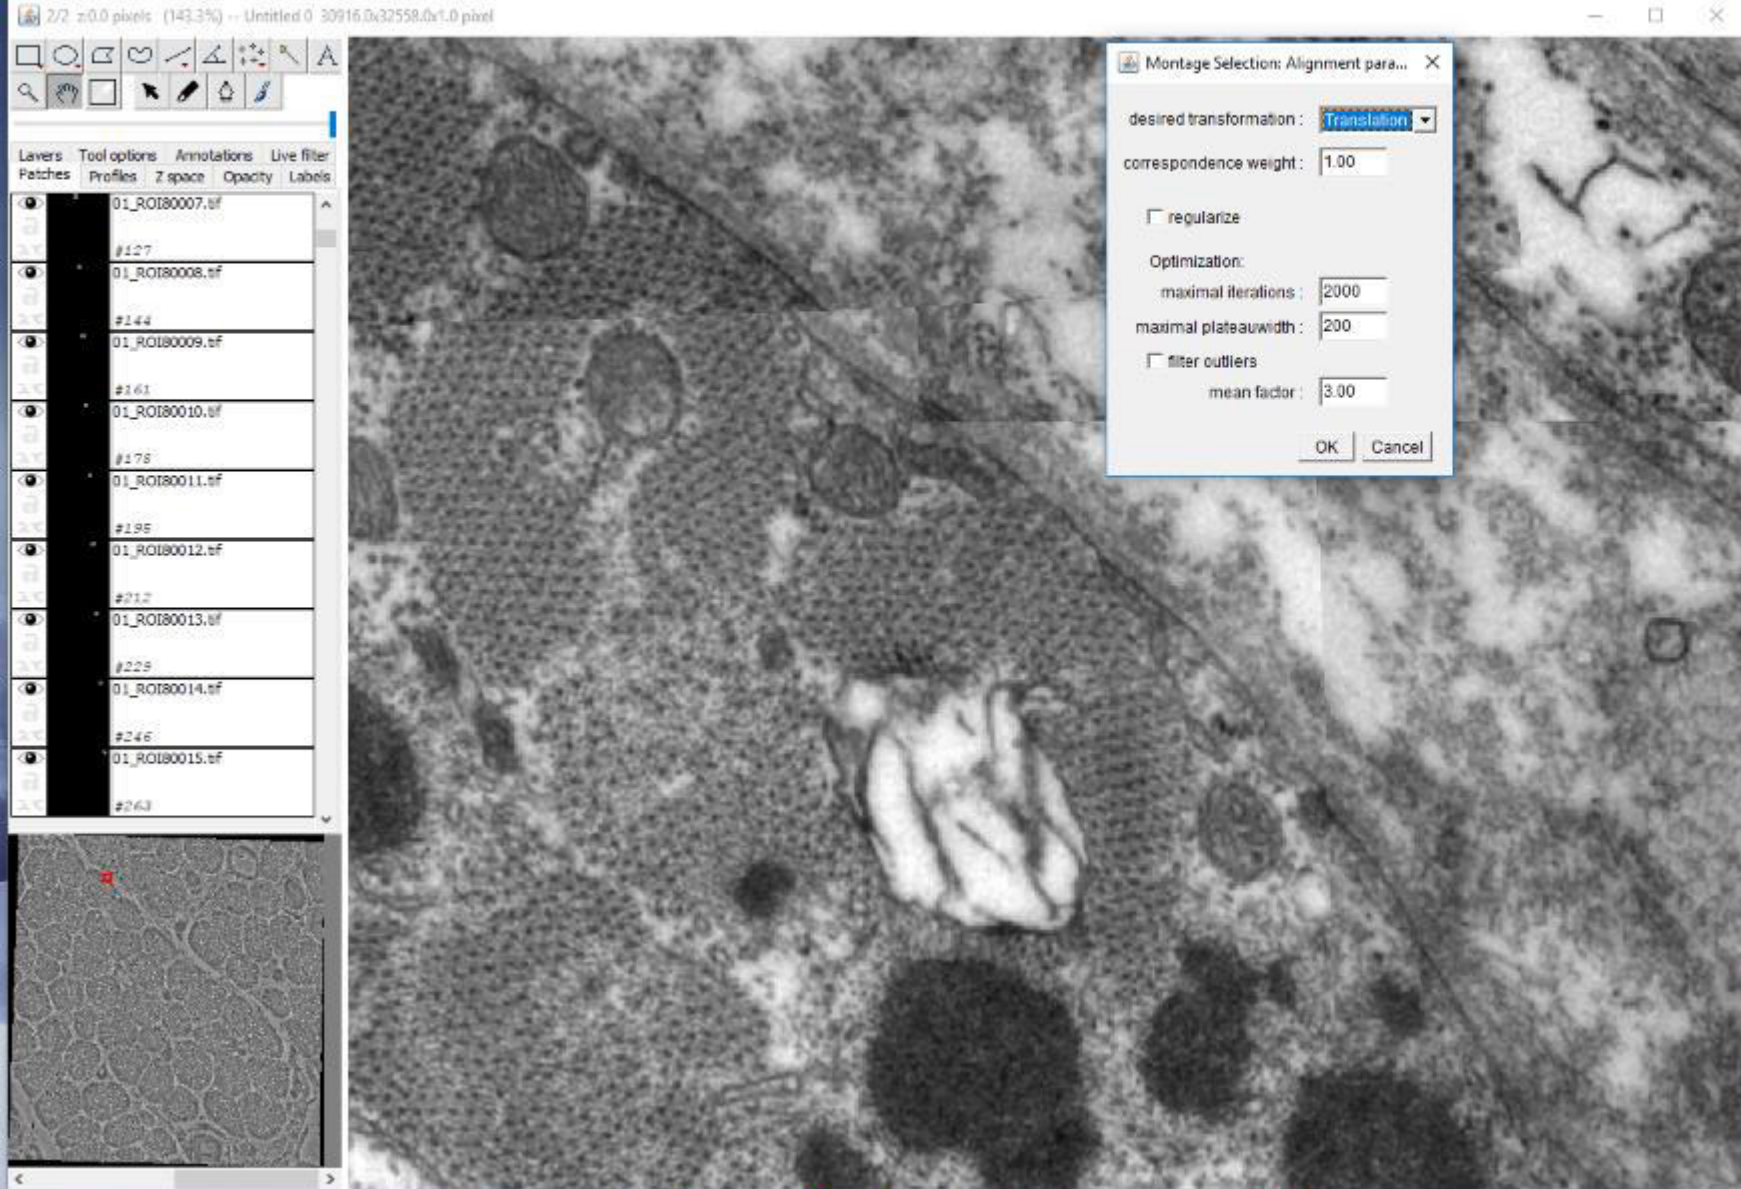 2/2 z:0.0 pixels (143.3%) -- Untitled 0 30916.0x32558.0x1.0 pixel
A
Layers Tool options Annotations Live filter
Patches Profiles Z space Opacity Labels
01_ROI80007.tif
#127
01_ROI80008.tif
#144
01_ROI80009.tif
#161
01_ROI80010.tif
#178
01_ROI80011.tif
#195
01_ROI80012.tif
#212
01_ROI80013.tif
#229
01_ROI80014.tif
#246
01_ROI80015.tif
#263
Montage Selection: Alignment para...
desired transformation : Translation
correspondence weight : 1.00
regularize
Optimization:
maximal iterations : 2000
maximal plateauwidth : 200
filter outliers
mean factor : 3.00
OK Cancel